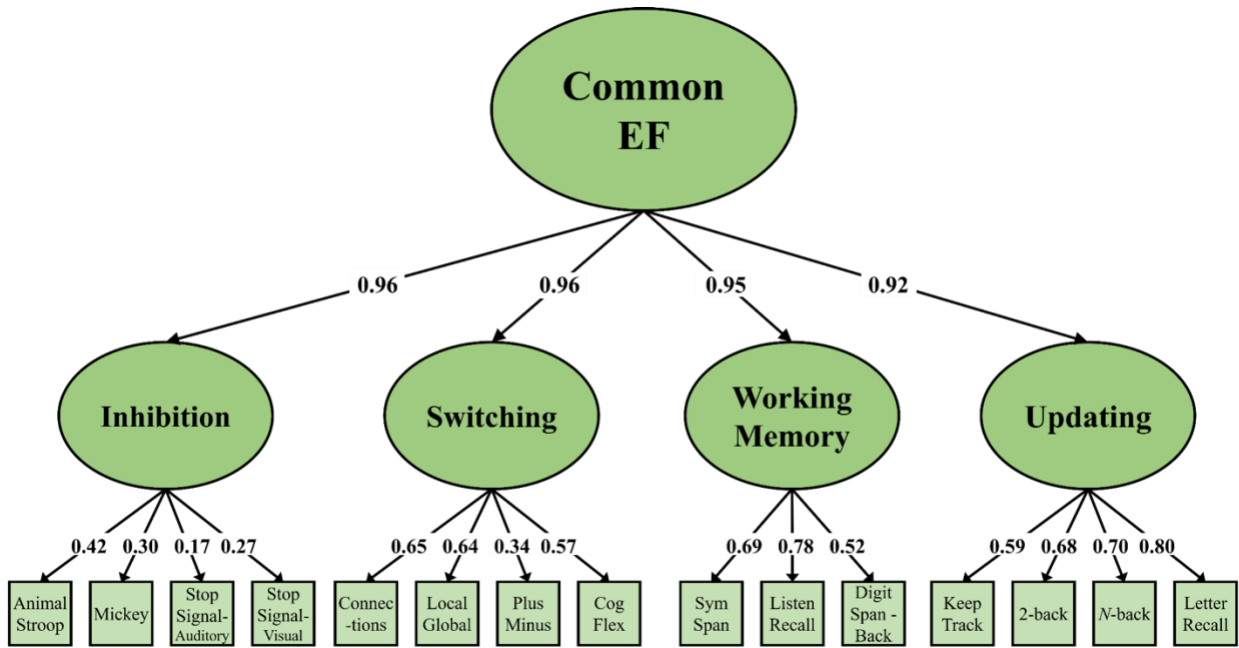 Common
EF
0.96
0.96
0.95
0.92
Inhibition
Switching
Working
Memory
Updating
0.42
0.30
0.17
0.27
0.65
0.64
0.34
0.57
0.69
0.78
0.52
0.59
0.68
0.70
0.80
Animal
Stroop
Mickey
Stop
Signal-
Auditory
Stop
Signal-
Visual
Connec
-tions
Local
Global
Plus
Minus
Cog
Flex
Sym
Span
Listen
Recall
Digit
Span -
Back
Keep
Track
2-back
N-back
Letter
Recall